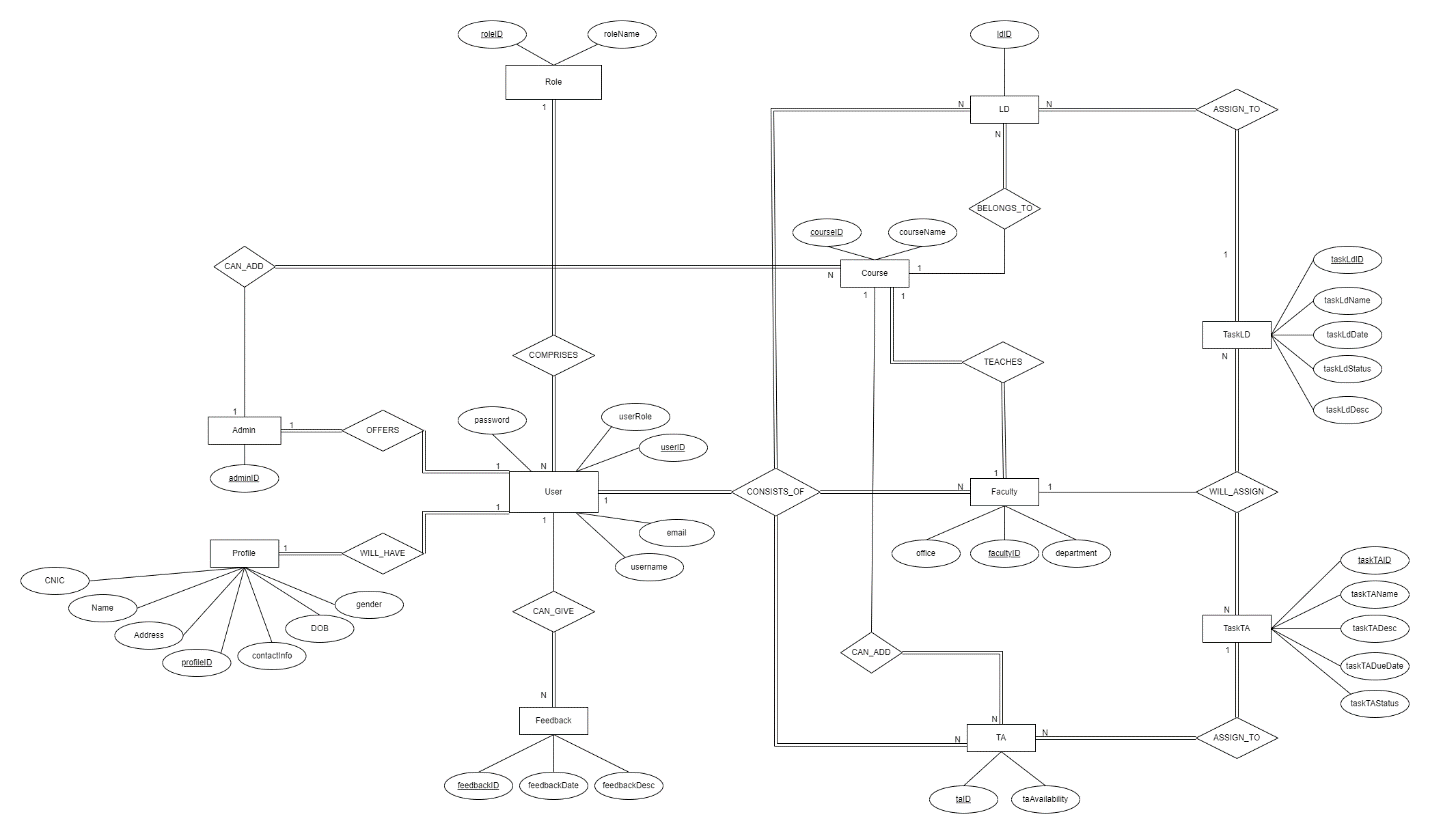 roleID
roleName
ldID
Role
1
N
LD
N
ASSIGN_TO
N
BELONGS_TO
courseID
courseName
CAN_ADD
N
Course
1
1
1
1
taskLdID
taskLdName
TaskLD
taskLdDate
N
taskLdStatus
taskLdDesc
COMPRISES
TEACHES
1
Admin
1
OFFERS
adminID
password
userRole
userID
1
N
User
1
CONSISTS_OF
N
1
Faculty
1
WILL_ASSIGN
1
1
email
username
office
facultyID
department
Profile
1
WILL_HAVE
CNIC
Name
Address
profileID
contactInfo
DOB
gender
CAN_GIVE
N
Feedback
feedbackID
feedbackDate
feedbackDesc
CAN_ADD
N
N
TA
N
ASSIGN_TO
taID
taAvailability
N
TaskTA
1
taskTAID
taskTAName
taskTADesc
taskTADueDate
taskTAStatus